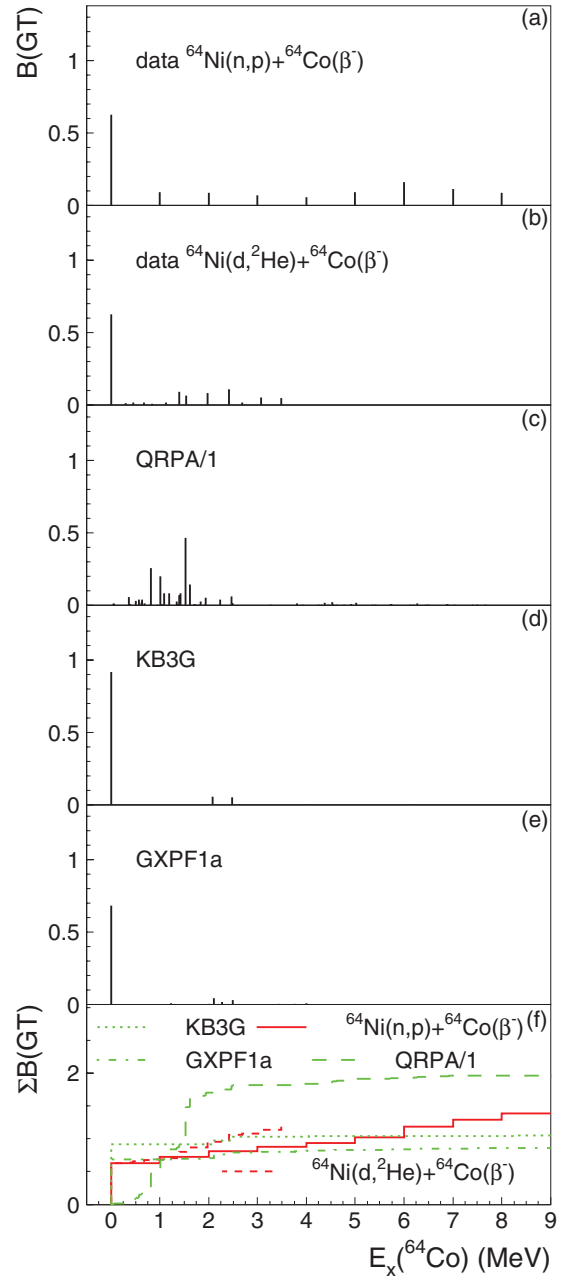 (a)
B(GT)
1
data ⁶⁴Ni(n,p)+⁶⁴Co(β⁻)
0.5
0
(b)
1
data ⁶⁴Ni(d,²He)+⁶⁴Co(β⁻)
0.5
0
(c)
1
QRPA/1
0.5
0
(d)
1
KB3G
0.5
0
(e)
1
GXPF1a
0.5
0
ΣB(GT)
KB3G ⁶⁴Ni(n,p)+⁶⁴Co(β⁻) (f)
GXPF1a QRPA/1
2
⁶⁴Ni(d,²He)+⁶⁴Co(β⁻)
0
0 1 2 3 4 5 6 7 8 9
Eₓ(⁶⁴Co) (MeV)